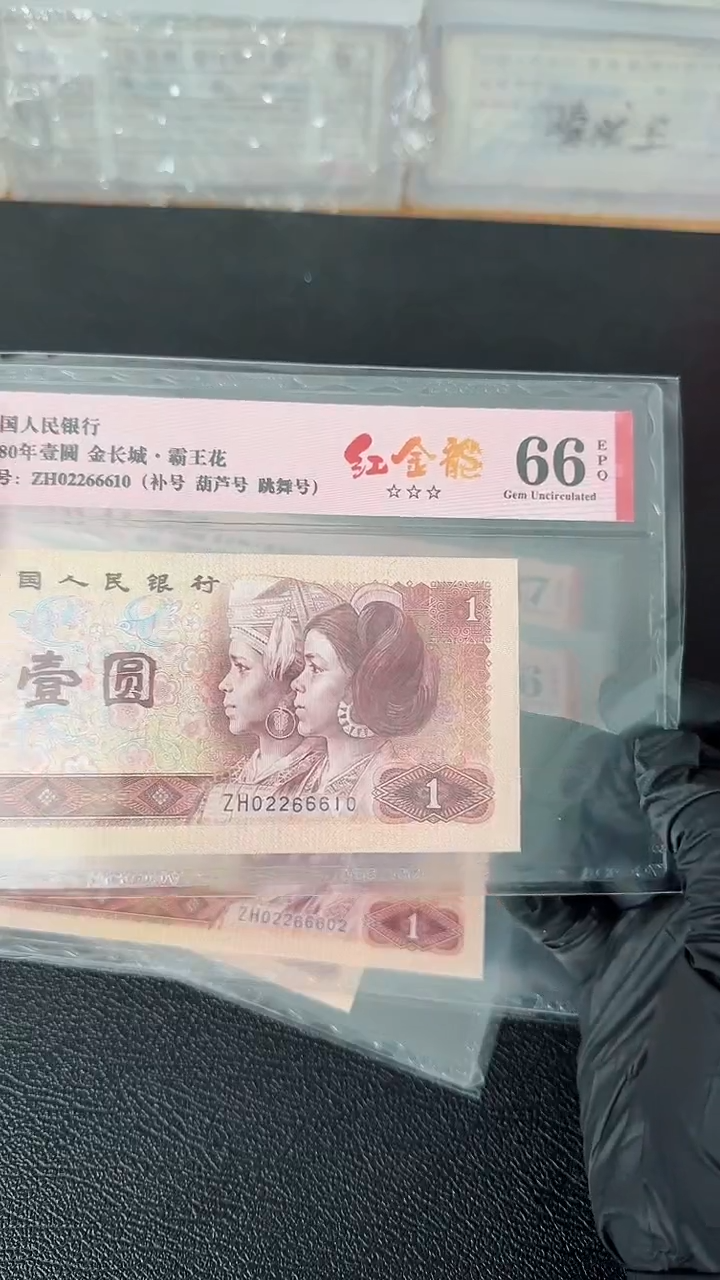 国人民银行
80年壹圓 金长城·霸王花
号: ZH02266610 (补号 葫芦号 跳舞号)
红金龙
☆☆☆
66
EPQ
Gem Uncirculated
国人民银行
1
壹圆
ZH02266610
1
ZH02266602
1